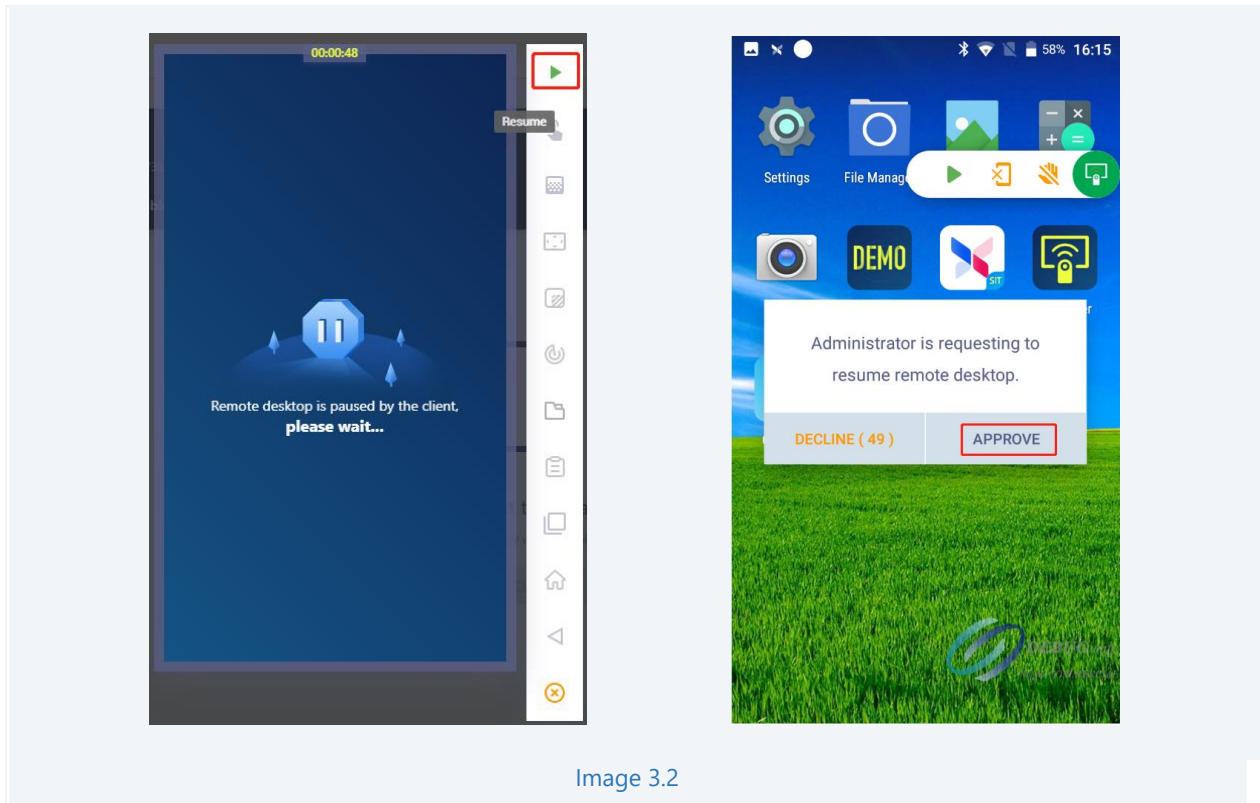 00:00:48
Resume
Remote desktop is paused by the client,
please wait...
58% 16:15
Settings
File Manag
DEMO
SIT
Administrator is requesting to
resume remote desktop.
DECLINE ( 49 )
APPROVE
Image 3.2